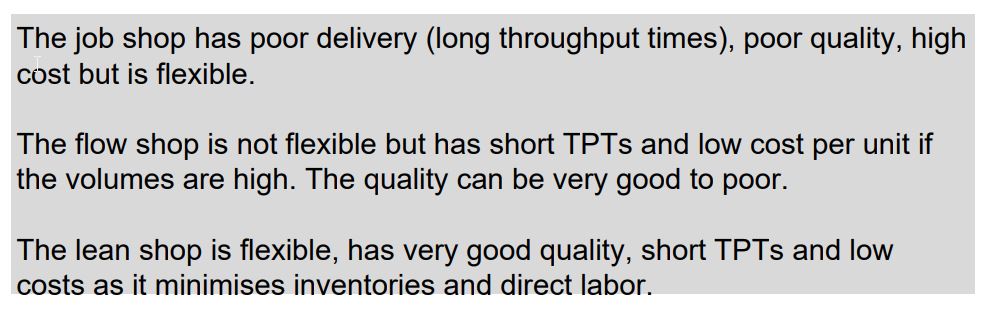 The job shop has poor delivery (long throughput times), poor quality, high
cost but is flexible.
The flow shop is not flexible but has short TPTs and low cost per unit if
the volumes are high. The quality can be very good to poor.
The lean shop is flexible, has very good quality, short TPTs and low
costs as it minimises inventories and direct labor.